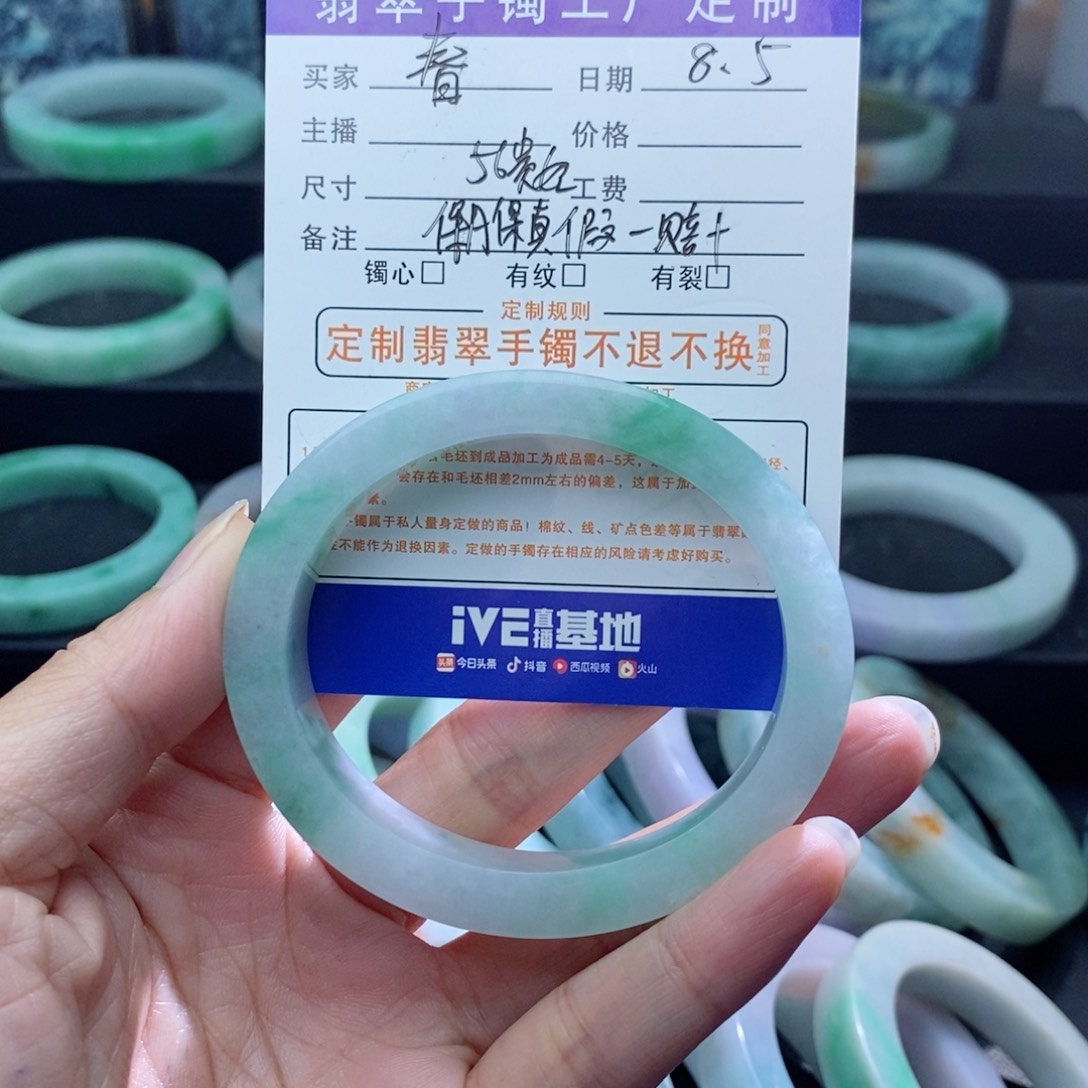 翡翠手镯工厂定制
买家 日期 8.5
主播 价格
尺寸 56贵妃 工费
备注 保A保真假一赔十
镯心□ 有纹□ 有裂□
定制规则
定制翡翠手镯不退不换 同意加工
毛坯到成品加工为成品需4-5天，
会存在和毛坯相差2mm左右的偏差，这属于加
素。
镯属于私人量身定做的商品！棉纹、线、矿点色差等属于翡翠
不能作为退换因素。定做的手镯存在相应的风险请考虑好购买。
iVE直播基地
头条 今日头条 抖音 西瓜视频 火山